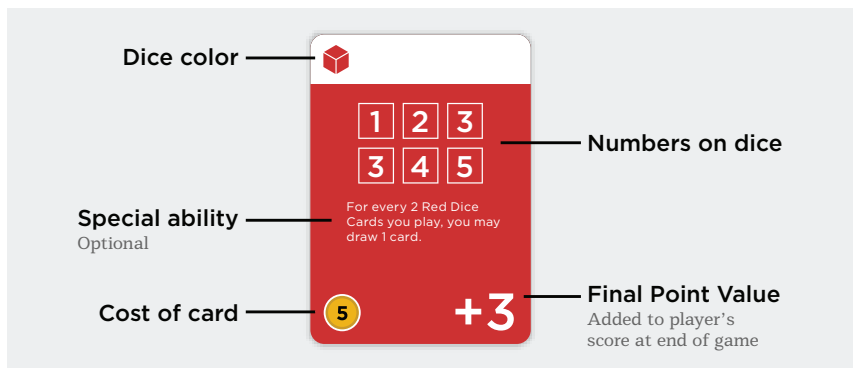 Dice color
1 2 3
Numbers on dice
3 4 5
Special ability
Optional
For every 2 Red Dice
Cards you play, you may
draw 1 card.
Cost of card
5
+3
Final Point Value
Added to player's
score at end of game